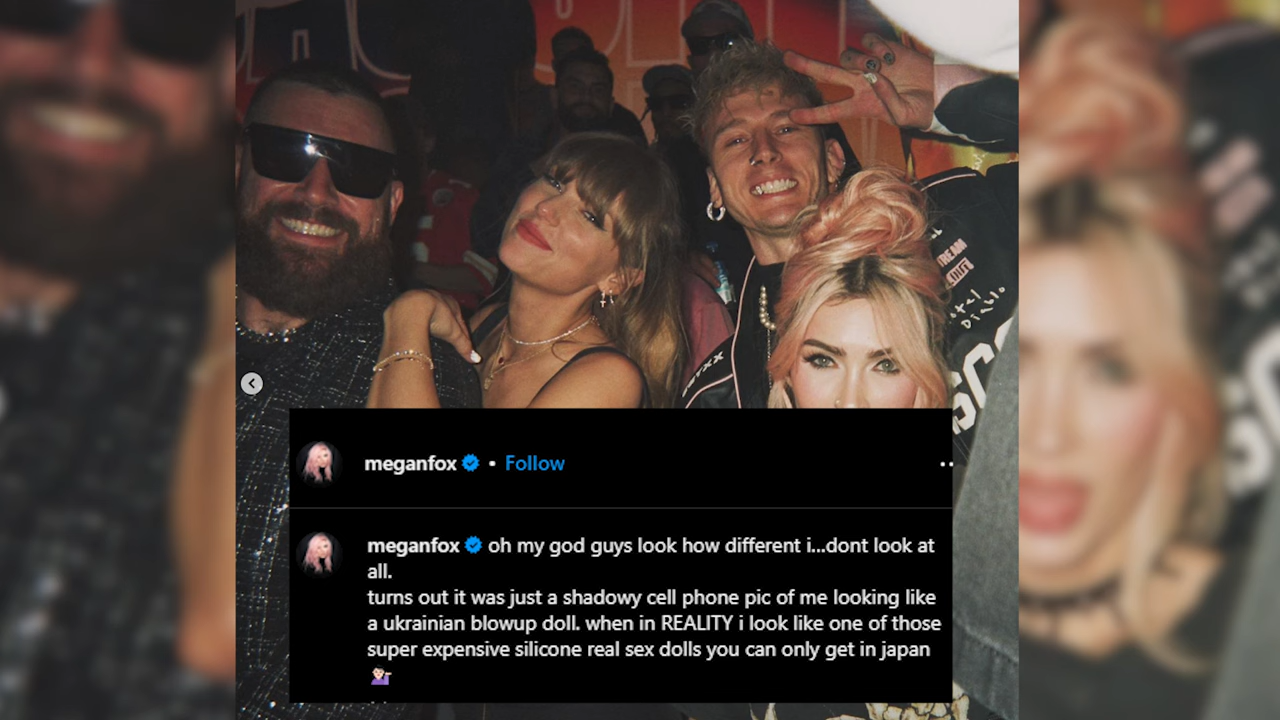 meganfox • Follow
meganfox oh my god guys look how different i...dont look at
all.
turns out it was just a shadowy cell phone pic of me looking like
a ukrainian blowup doll. when in REALITY i look like one of those
super expensive silicone real sex dolls you can only get in japan
💁🏻‍♀️